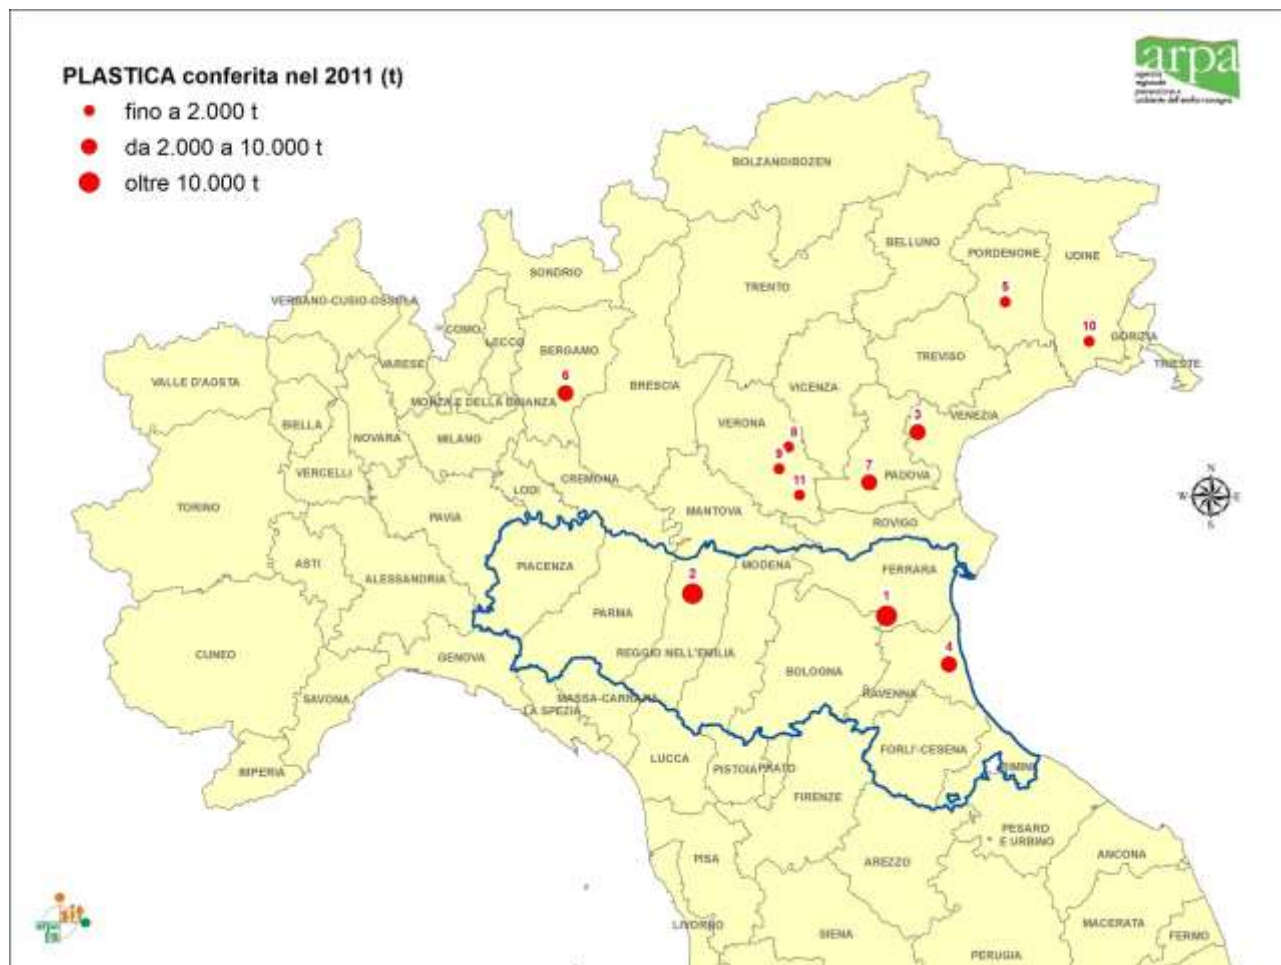 PLASTICA conferita nel 2011 (t)
fino a 2.000 t
da 2.000 a 10.000 t
oltre 10.000 t
arpa
BOLZANO/BOZEN
BELLUNO
PORDENONE
UDINE
SONDRIO
TRENTO
5
VERBANO-CUSIO-OSSOLA
10
COMO
LECCO
BERGAMO
GORIZIA
TREVISO
TRIESTE
VARESE
6
BRESCIA
VICENZA
VALLE D'AOSTA
MONZA E DELLA BRIANZA
BIELLA
NOVARA
MILANO
VERONA
8
3
VENEZIA
9
7
VERCELLI
LODI
CREMONA
11
PADOVA
N
W
E
S
TORINO
PAVIA
MANTOVA
ROVIGO
ASTI
ALESSANDRIA
PIACENZA
2
MODENA
FERRARA
1
PARMA
CUNEO
GENOVA
REGGIO NELL'EMILIA
BOLOGNA
4
SAVONA
MASSA-CARRARA
LA SPEZIA
RAVENNA
IMPERIA
LUCCA
PISTOIA
PRATO
FORLI'-CESENA
RIMINI
FIRENZE
PESARO
E URBINO
PISA
AREZZO
ANCONA
LIVORNO
SIENA
MACERATA
FERMO
PERUGIA